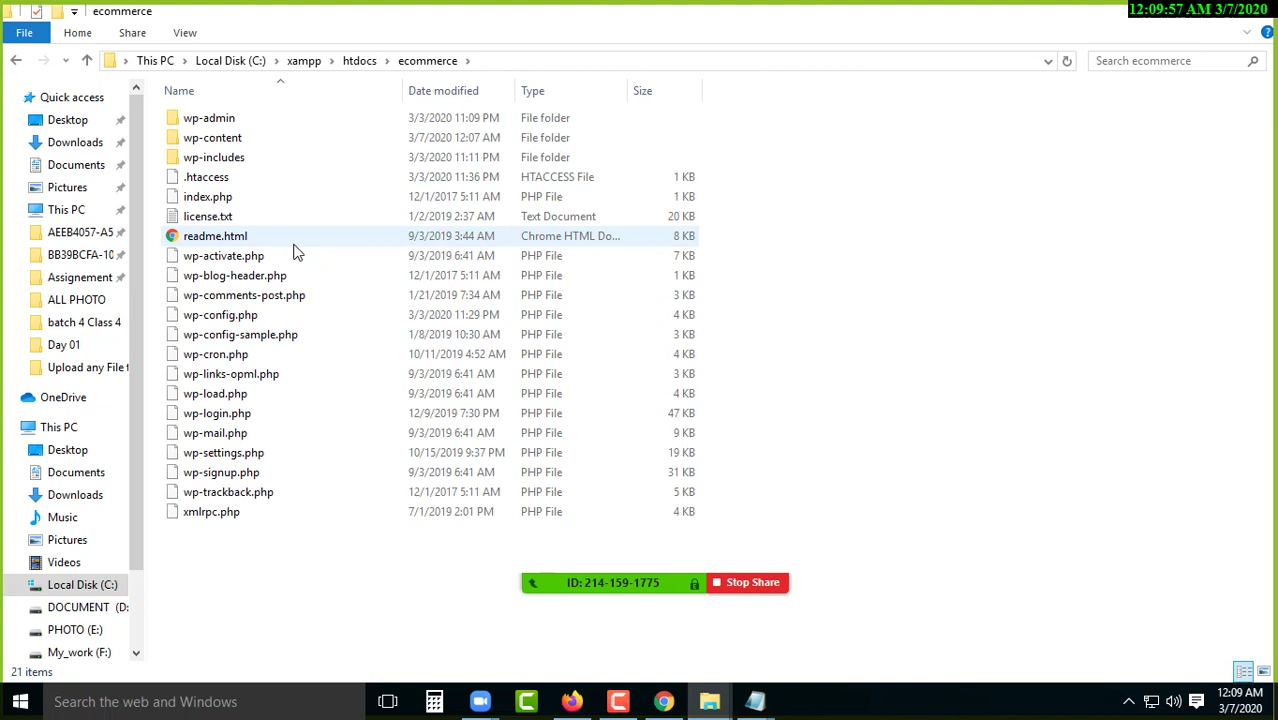 ecommerce
12:09:57 AM 3/7/2020
File Home Share View
This PC Local Disk (C:) xampp htdocs ecommerce
Search ecommerce
Name Date modified Type Size
wp-admin 3/3/2020 11:09 PM File folder
wp-content 3/7/2020 12:07 AM File folder
wp-includes 3/3/2020 11:11 PM File folder
.htaccess 3/3/2020 11:36 PM HTACCESS File 1 KB
index.php 12/1/2017 5:11 AM PHP File 1 KB
license.txt 1/2/2019 2:37 AM Text Document 20 KB
readme.html 9/3/2019 3:44 AM Chrome HTML Do... 8 KB
wp-activate.php 9/3/2019 6:41 AM PHP File 7 KB
wp-blog-header.php 12/1/2017 5:11 AM PHP File 1 KB
wp-comments-post.php 1/21/2019 7:34 AM PHP File 3 KB
wp-config.php 3/3/2020 11:29 PM PHP File 4 KB
wp-config-sample.php 1/8/2019 10:30 AM PHP File 3 KB
wp-cron.php 10/11/2019 4:52 AM PHP File 4 KB
wp-links-opml.php 9/3/2019 6:41 AM PHP File 3 KB
wp-load.php 9/3/2019 6:41 AM PHP File 4 KB
wp-login.php 12/9/2019 7:30 PM PHP File 47 KB
wp-mail.php 9/3/2019 6:41 AM PHP File 9 KB
wp-settings.php 10/15/2019 9:37 PM PHP File 19 KB
wp-signup.php 9/3/2019 6:41 AM PHP File 31 KB
wp-trackback.php 12/1/2017 5:11 AM PHP File 5 KB
xmlrpc.php 7/1/2019 2:01 PM PHP File 4 KB
Quick access
Desktop
Downloads
Documents
Pictures
This PC
AEEB4057-A5
BB39BCFA-10
Assignement
ALL PHOTO
batch 4 Class 4
Day 01
Upload any File t
OneDrive
This PC
Desktop
Documents
Downloads
Music
Pictures
Videos
Local Disk (C:)
DOCUMENT (D:
PHOTO (E:)
My_work (F:)
ID: 214-159-1775 Stop Share
21 items
Search the web and Windows
12:09 AM
3/7/2020